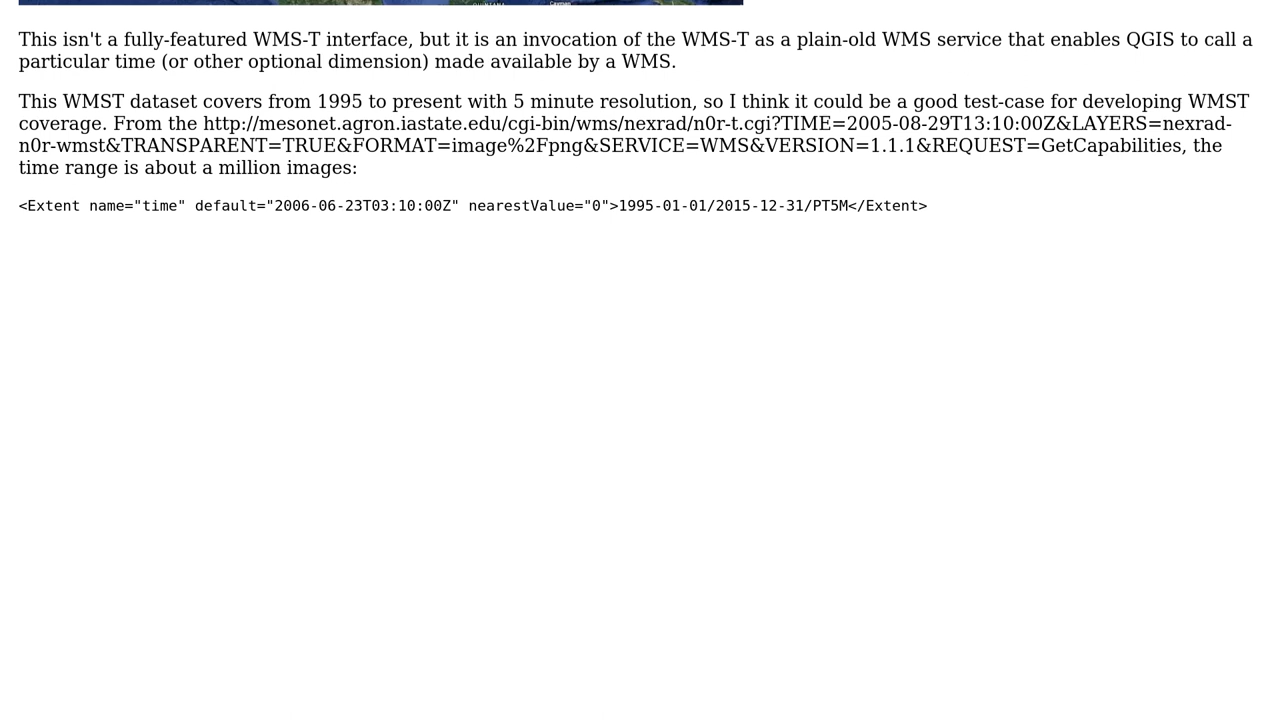 This isn't a fully-featured WMS-T interface, but it is an invocation of the WMS-T as a plain-old WMS service that enables QGIS to call a
particular time (or other optional dimension) made available by a WMS.
This WMST dataset covers from 1995 to present with 5 minute resolution, so I think it could be a good test-case for developing WMST
coverage. From the http://mesonet.agron.iastate.edu/cgi-bin/wms/nexrad/n0r-t.cgi?TIME=2005-08-29T13:10:00Z&LAYERS=nexrad-
n0r-wmst&TRANSPARENT=TRUE&FORMAT=image%2Fpng&SERVICE=WMS&VERSION=1.1.1&REQUEST=GetCapabilities, the
time range is about a million images:
<Extent name="time" default="2006-06-23T03:10:00Z" nearestValue="0">1995-01-01/2015-12-31/PT5M</Extent>